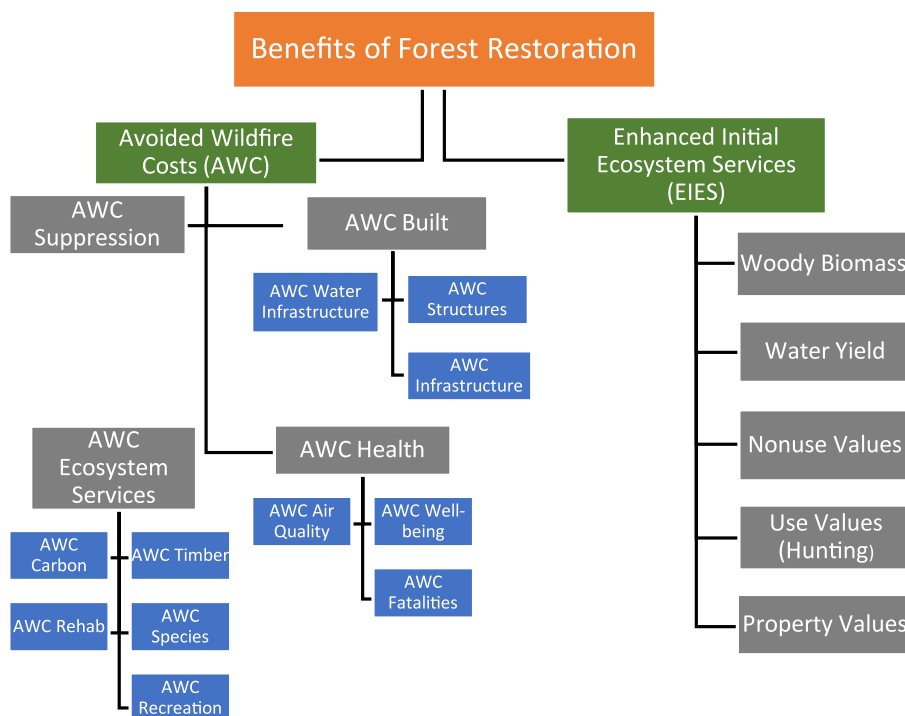 Benefits of Forest Restoration
Avoided Wildfire
Costs (AWC)
Enhanced Initial
Ecosystem Services
(EIES)
AWC
Suppression
AWC Built
AWC Water
Infrastructure
AWC
Structures
AWC
Infrastructure
AWC
Ecosystem
Services
AWC Health
AWC
Carbon
AWC Timber
AWC Rehab
AWC
Species
AWC
Recreation
AWC Air
Quality
AWC Well-
being
AWC
Fatalities
Woody Biomass
Water Yield
Nonuse Values
Use Values
(Hunting)
Property Values